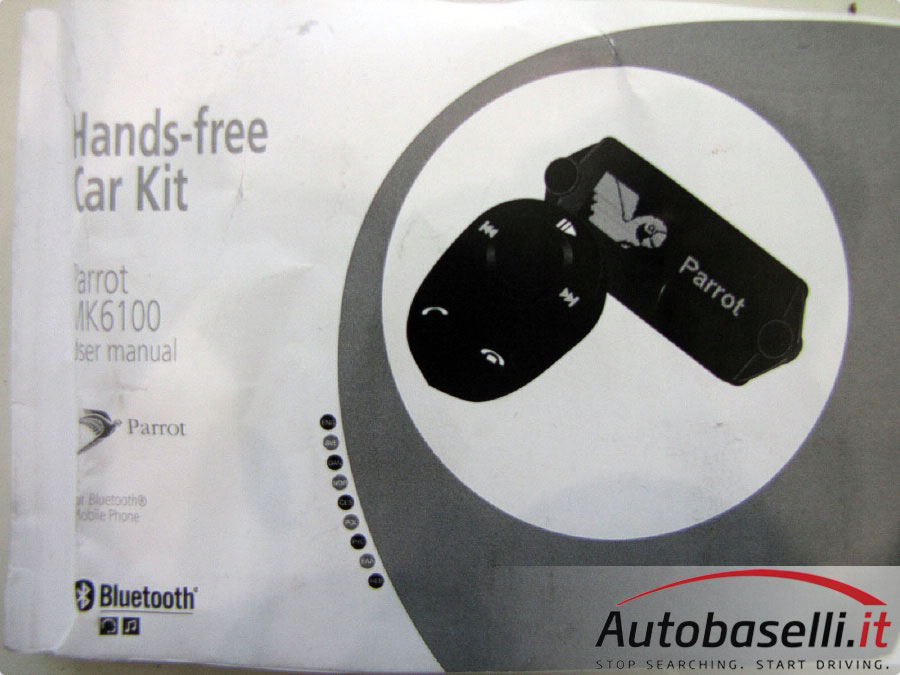 Hands-free
Car Kit
Parrot
MK6100
User manual
Parrot
Parrot
for Bluetooth®
Mobile Phone
Bluetooth®
Autobaselli.it
STOP SEARCHING. START DRIVING.